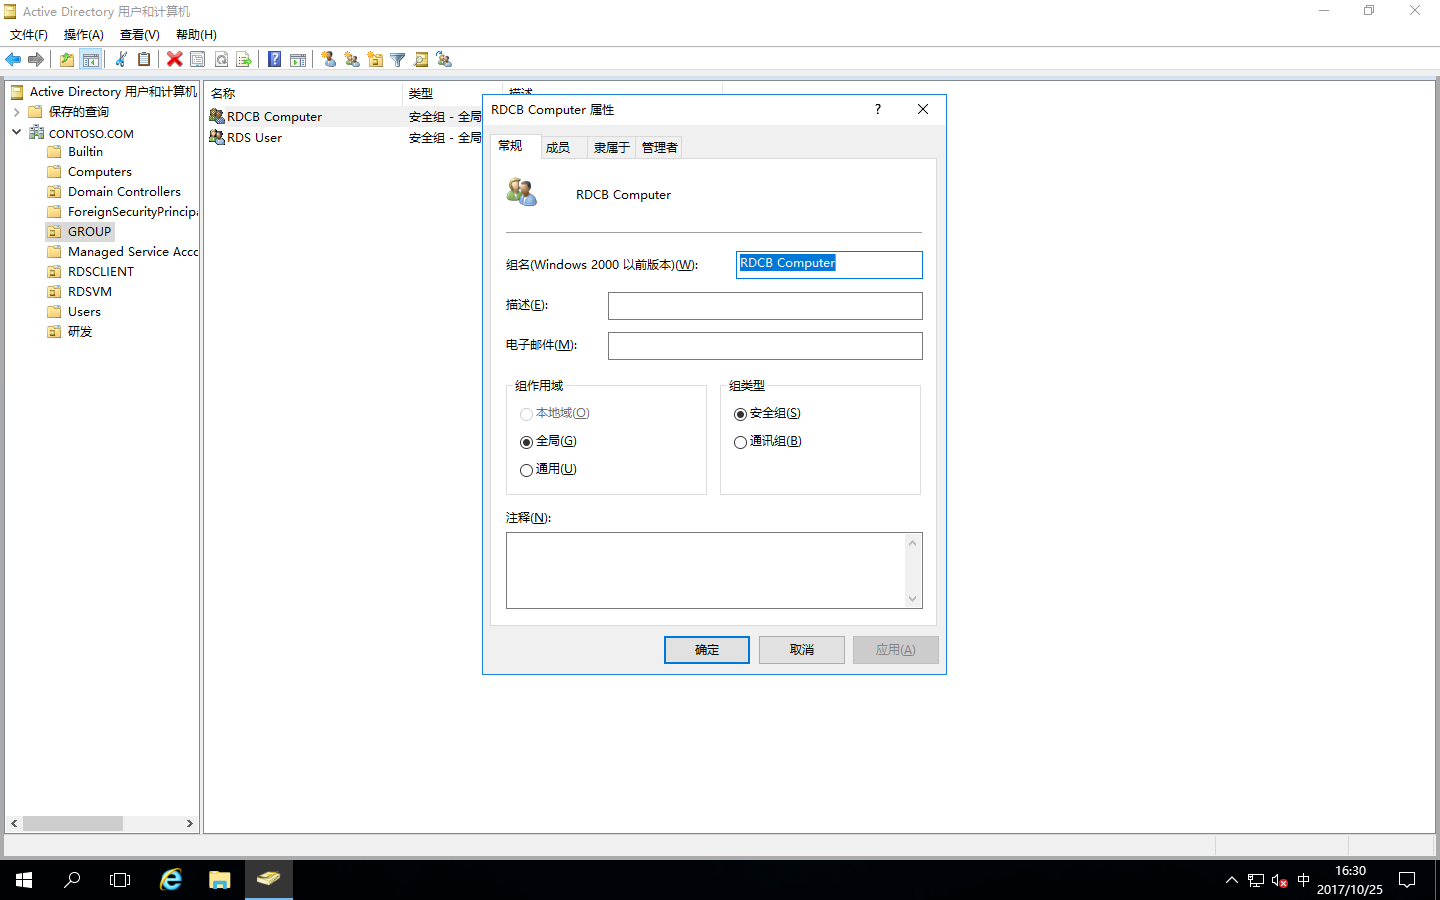 Active Directory 用户和计算机
文件(F) 操作(A) 查看(V) 帮助(H)
Active Directory 用户和计算机
保存的查询
CONTOSO.COM
Builtin
Computers
Domain Controllers
ForeignSecurityPrincipa
GROUP
Managed Service Acco
RDSCLIENT
RDSVM
Users
研发
名称 类型 描述
RDCB Computer 安全组 - 全局
RDS User 安全组 - 全局
RDCB Computer 属性
常规 成员 隶属于 管理者
RDCB Computer
组名(Windows 2000 以前版本)(W): RDCB Computer
描述(E):
电子邮件(M):
组作用域
本地域(O)
全局(G)
通用(U)
组类型
安全组(S)
通讯组(B)
注释(N):
确定 取消 应用(A)
中
16:30
2017/10/25